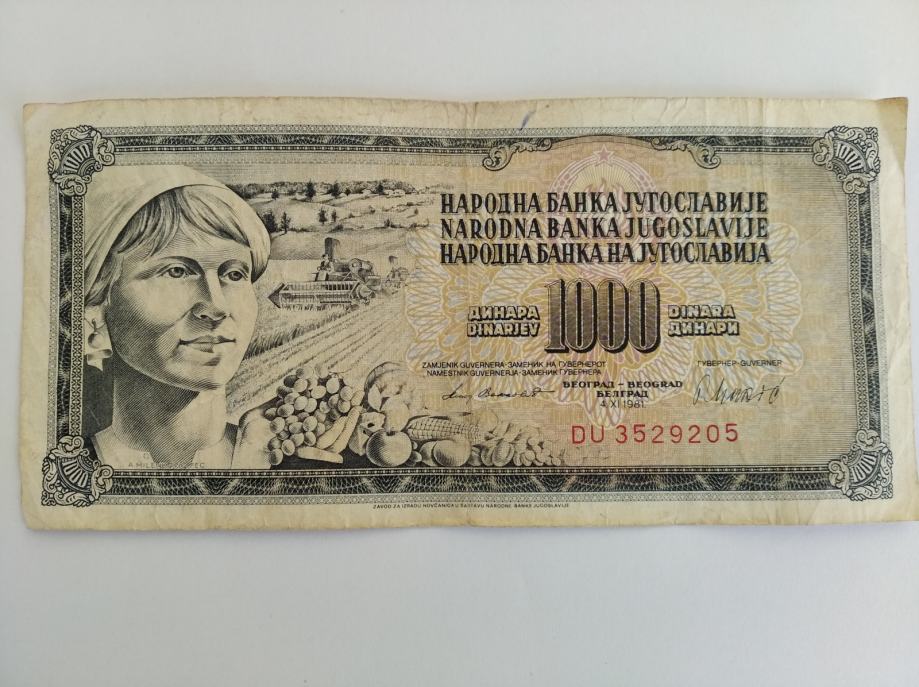 НАРОДНА БАНКА ЈУГОСЛАВИЈЕ
NARODNA BANKA JUGOSLAVIJE
НАРОДНА БАНКА НА ЈУГОСЛАВИЈА
ДИНАРА 1000 DINARA
DINARJEV ДИНАРИ
ZAMJENIK GUVERNERA-ЗАМЕНИК НА ГУВЕРНЕРОТ
NAMESTNIK GUVERNERJA-ЗАМЕНИК ГУВЕРНЕРА
ГУВЕРНЕР-GUVERNER
БЕОГРАД – BEOGRAD
БЕЛГРАД
4. XI 1981.
DU 3529205
ZAVOD ZA IZRADU NOVČANICA U SASTAVU NARODNE BANKE JUGOSLAVIJE